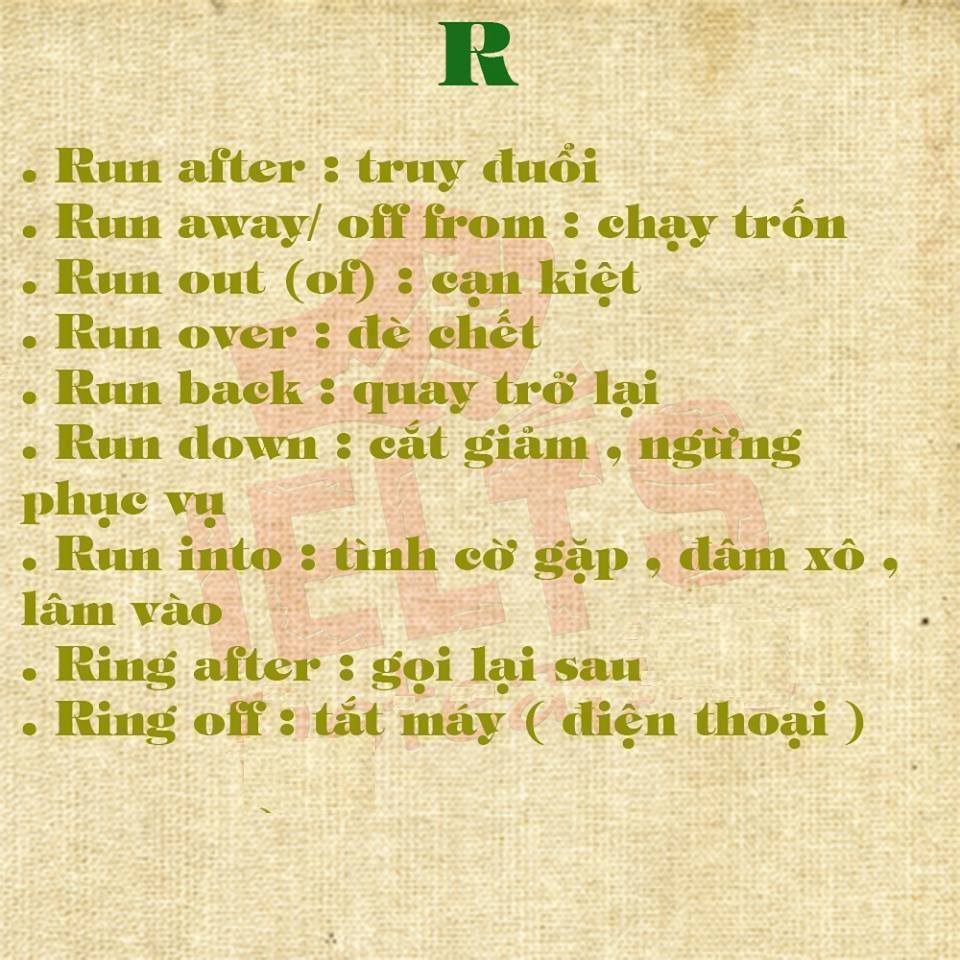 R
. Run after : truy đuổi
. Run away/ off from : chạy trốn
. Run out (of) : cạn kiệt
. Run over : đè chết
. Run back : quay trở lại
. Run down : cắt giảm , ngừng
phục vụ
. Run into : tình cờ gặp , đâm xô ,
lâm vào
. Ring after : gọi lại sau
. Ring off : tắt máy ( điện thoại )
IELTS